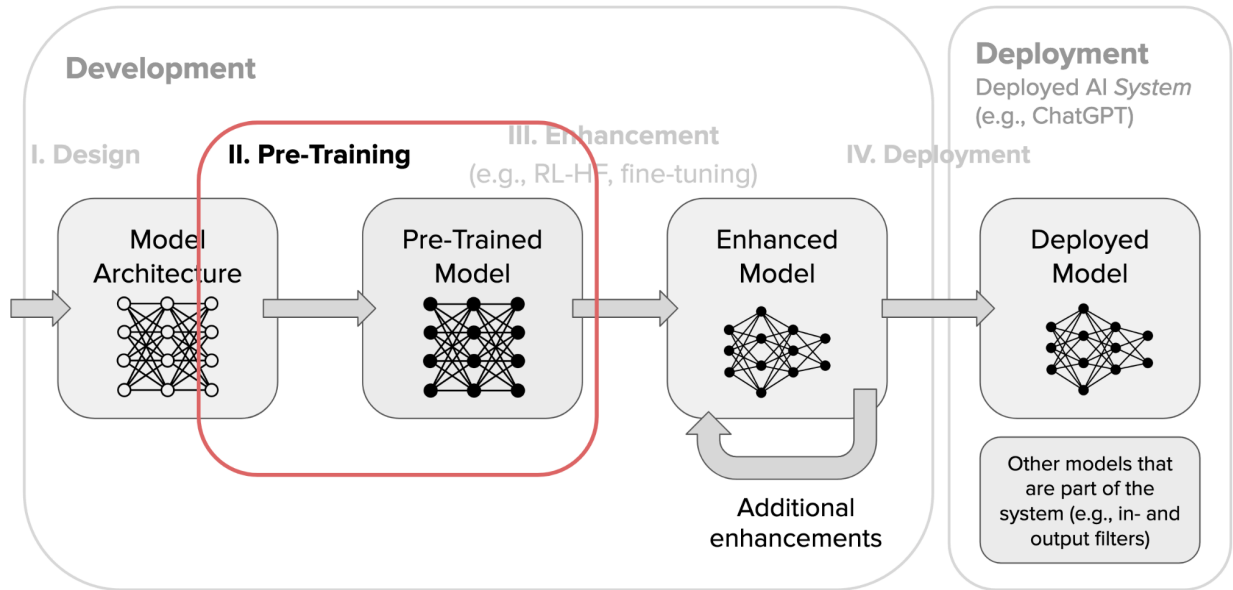 Development
Deployment
Deployed AI System
(e.g., ChatGPT)
I. Design
II. Pre-Training
III. Enhancement
(e.g., RL-HF, fine-tuning)
IV. Deployment
Model
Architecture
Pre-Trained
Model
Enhanced
Model
Deployed
Model
Additional
enhancements
Other models that
are part of the
system (e.g., in- and
output filters)